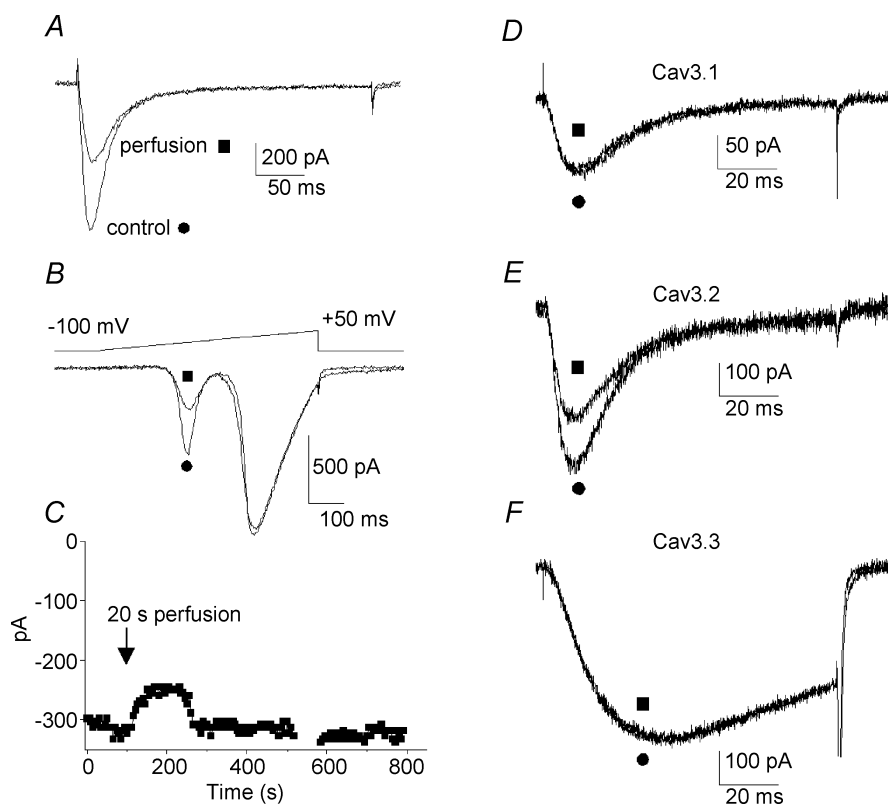 A
perfusion
200 pA
50 ms
control
B
-100 mV
+50 mV
500 pA
100 ms
C
0
-100
-200
-300
pA
20 s perfusion
0
200
400
600
800
Time (s)
D
Cav3.1
50 pA
20 ms
E
Cav3.2
100 pA
20 ms
F
Cav3.3
100 pA
20 ms